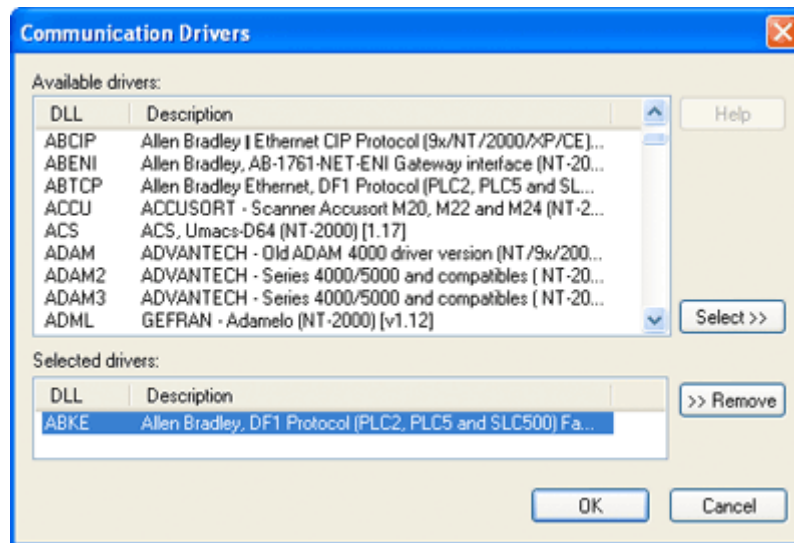 Communication Drivers
Available drivers:
DLL Description
Help
ABCIP Allen Bradley | Ethernet CIP Protocol (9x/NT/2000/XP/CE)...
ABENI Allen Bradley, AB-1761-NET-ENI Gateway interface (NT-20...
ABTCP Allen Bradley Ethernet, DF1 Protocol (PLC2, PLC5 and SL...
ACCU ACCUSORT - Scanner Accusort M20, M22 and M24 (NT-2...
ACS ACS, Umacs-D64 (NT-2000) [1.17]
ADAM ADVANTECH - Old ADAM 4000 driver version (NT/9x/200...
ADAM2 ADVANTECH - Series 4000/5000 and compatibles ( NT-20...
ADAM3 ADVANTECH - Series 4000/5000 and compatibles ( NT-20...
ADML GEFRAN - Adamelo (NT-2000) [v1.12]
Select >>
Selected drivers:
DLL Description
>> Remove
ABKE Allen Bradley, DF1 Protocol (PLC2, PLC5 and SLC500) Fa...
OK Cancel